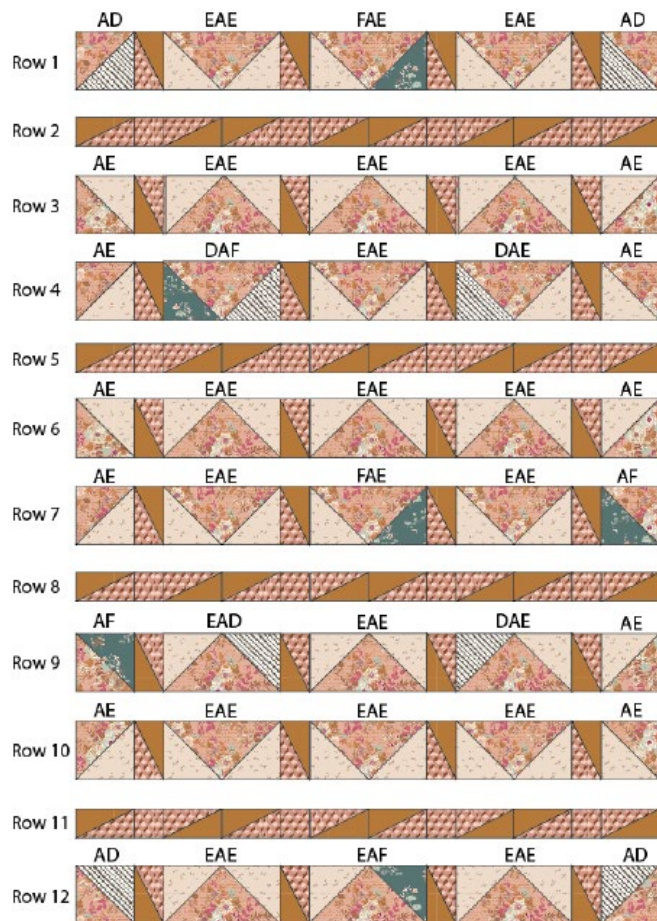 AD EAE FAE EAE AD
Row 1
Row 2
AE EAE EAE EAE AE
Row 3
AE DAF EAE DAE AE
Row 4
Row 5
AE EAE EAE EAE AE
Row 6
AE EAE FAE EAE AF
Row 7
Row 8
AF EAD EAE DAE AE
Row 9
AE EAE EAE EAE AE
Row 10
Row 11
AD EAE EAF EAE AD
Row 12